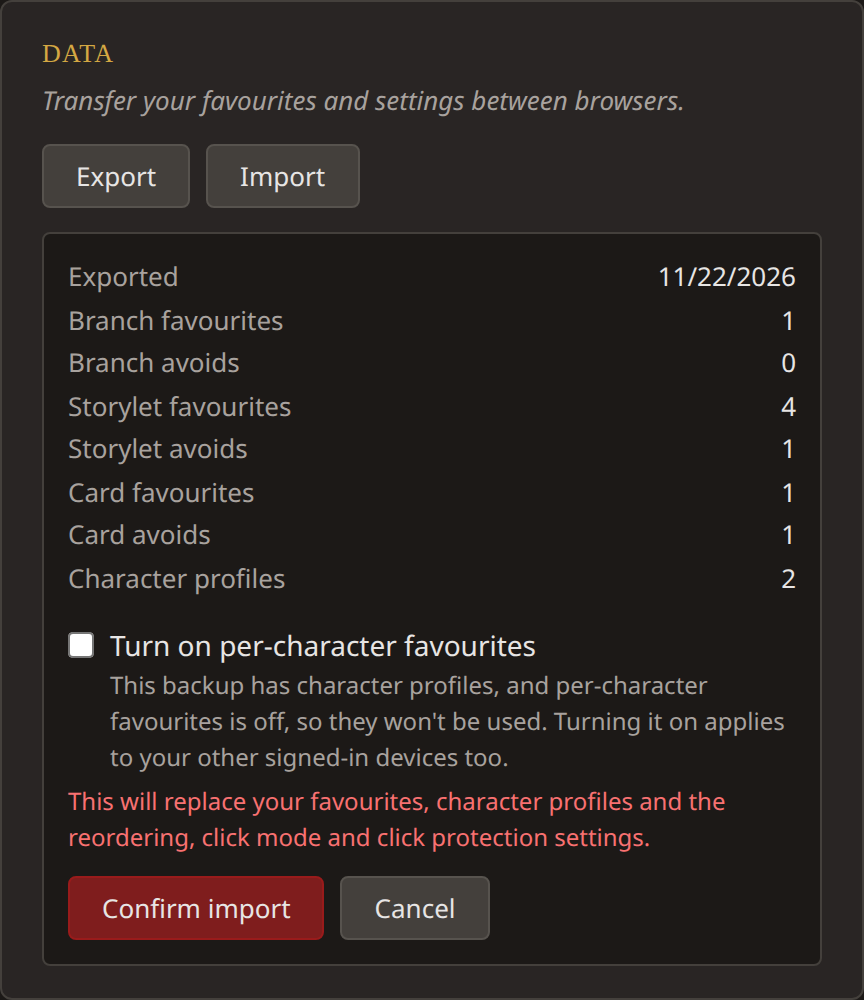 DATA
Transfer your favourites and settings between browsers.
Export Import
Exported 11/22/2026
Branch favourites 1
Branch avoids 0
Storylet favourites 4
Storylet avoids 1
Card favourites 1
Card avoids 1
Character profiles 2
Turn on per-character favourites
This backup has character profiles, and per-character
favourites is off, so they won't be used. Turning it on applies
to your other signed-in devices too.
This will replace your favourites, character profiles and the
reordering, click mode and click protection settings.
Confirm import Cancel